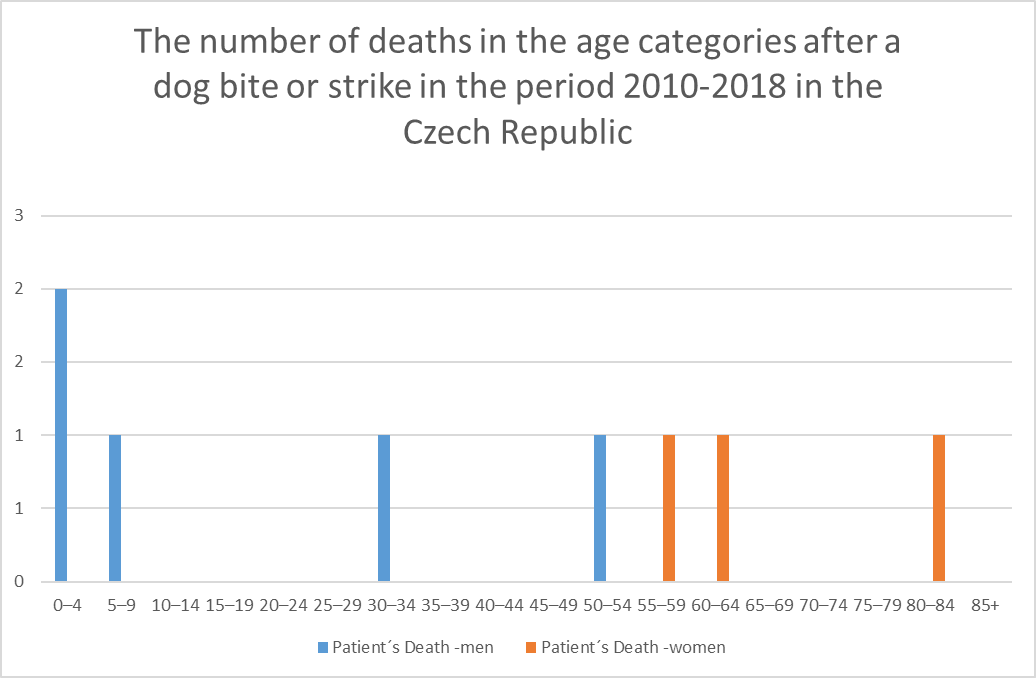 The number of deaths in the age categories after a
dog bite or strike in the period 2010-2018 in the
Czech Republic
3
2
2
1
1
0
0–4 5–9 10–14 15–19 20–24 25–29 30–34 35–39 40–44 45–49 50–54 55–59 60–64 65–69 70–74 75–79 80–84 85+
Patient´s Death -men Patient´s Death -women